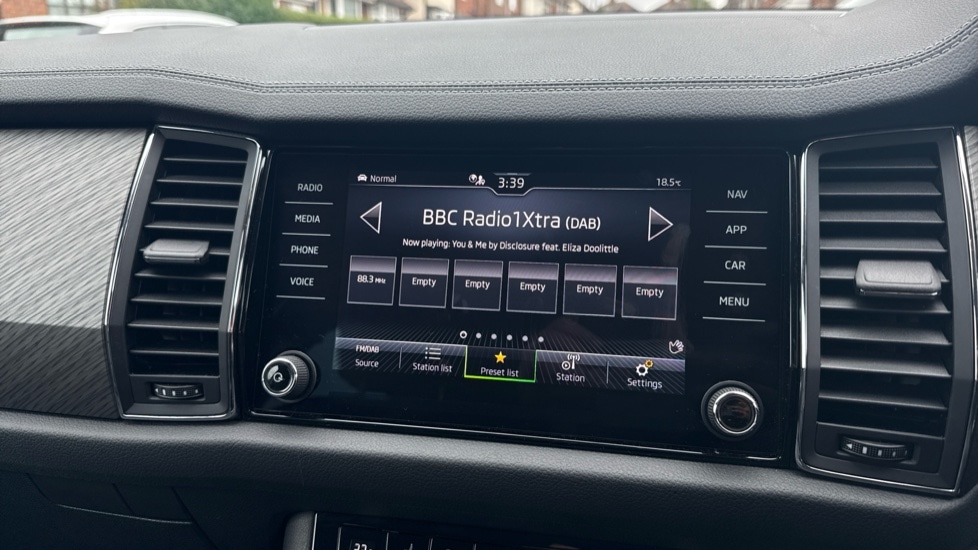 Normal
3:39
18.5°C
RADIO
MEDIA
PHONE
VOICE
BBC Radio1Xtra (DAB)
Now playing: You & Me by Disclosure feat. Eliza Doolittle
88.3 MHz
Empty
Empty
Empty
Empty
Empty
FM/DAB
Source
Station list
Preset list
Station
Settings
NAV
APP
CAR
MENU